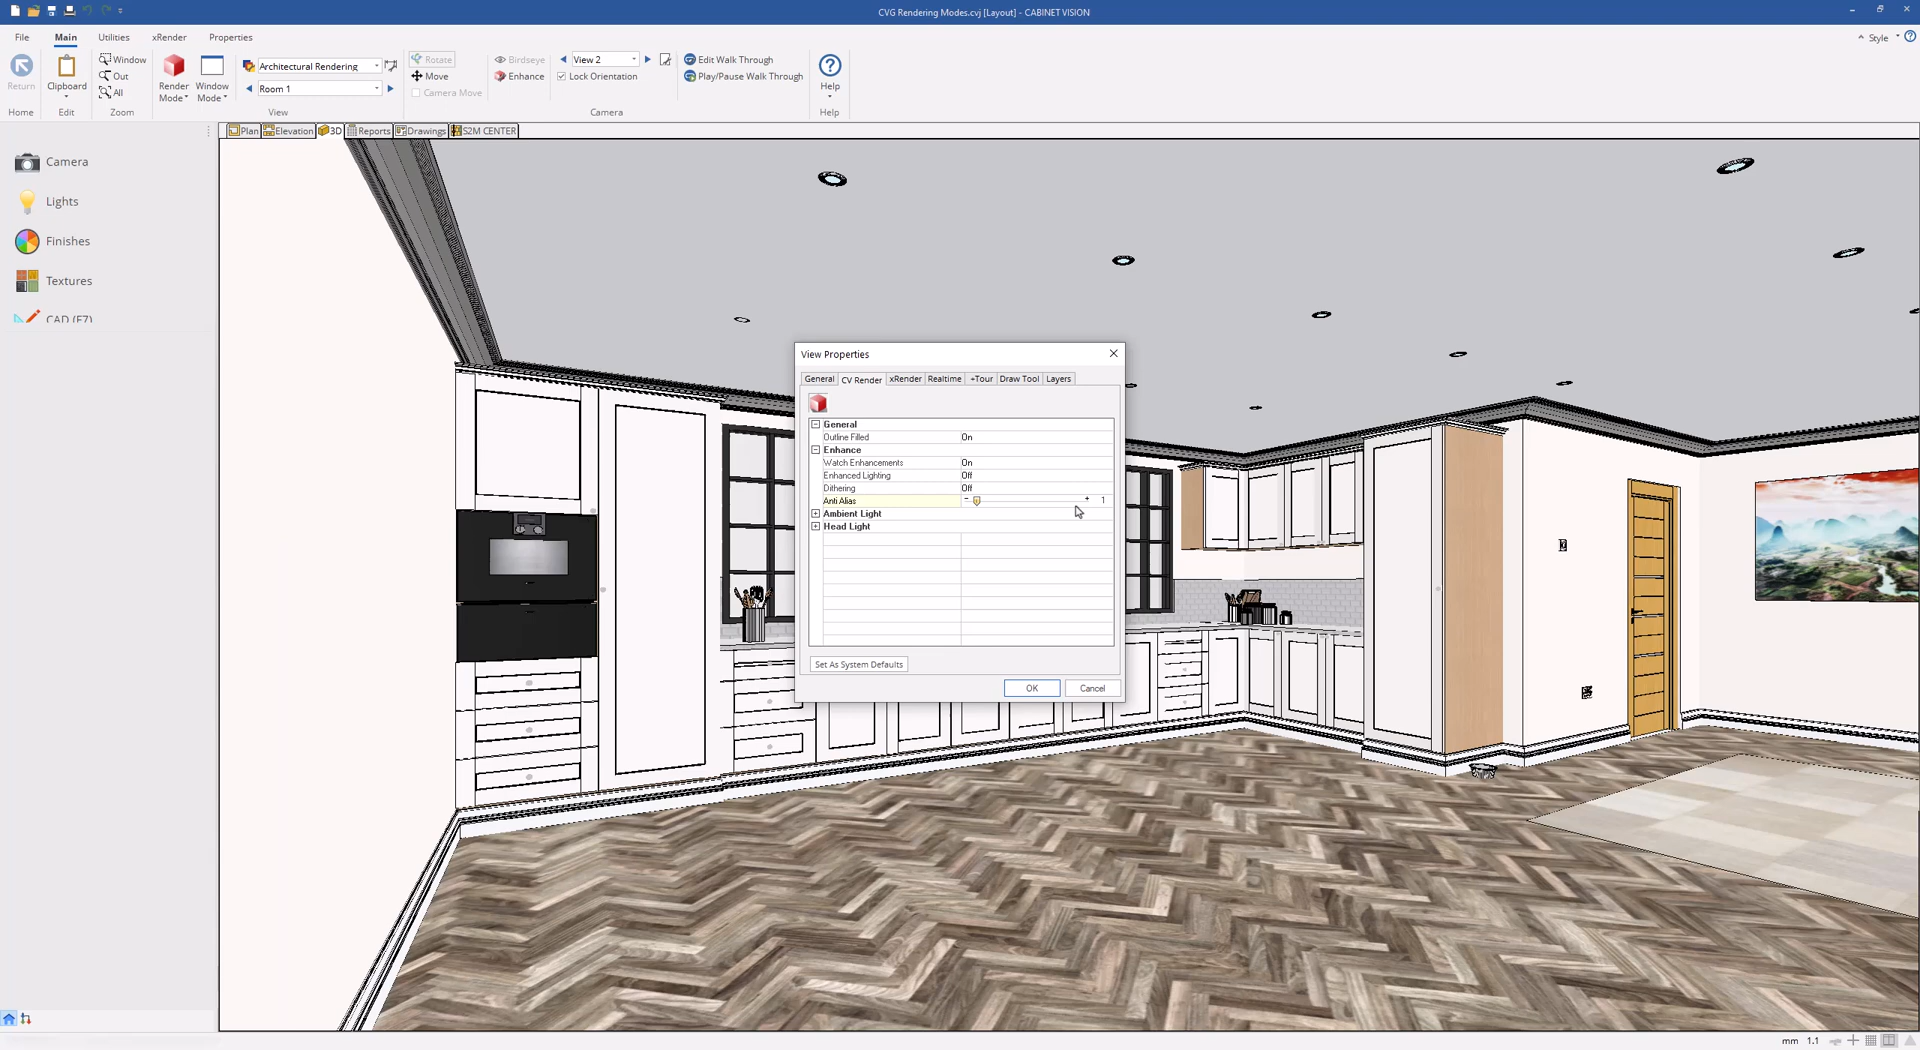 CVG Rendering Modes.cvj [Layout] - CABINET VISION
File Main Utilities xRender Properties Style
Return
Clipboard
Window
Out
All
Render Mode
Window Mode
Architectural Rendering
Room 1
Rotate
Move
Camera Move
Birdseye
Enhance
View 2
Lock Orientation
Edit Walk Through
Play/Pause Walk Through
Help
Home Edit Zoom View Camera Help
Plan Elevation 3D Reports Drawings S2M CENTER
Camera
Lights
Finishes
Textures
CAD (F7)
View Properties
General CV Render xRender Realtime +Tour Draw Tool Layers
General
Outline Filled On
Enhance
Watch Enhancements On
Enhanced Lighting Off
Dithering Off
Anti Alias - + 1
Ambient Light
Head Light
Set As System Defaults
OK Cancel
mm 1.1